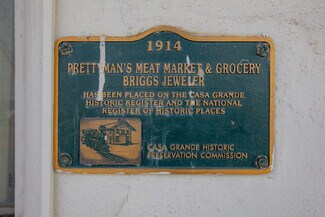 1914
PRETTYMAN'S MEAT MARKET & GROCERY
BRIGGS JEWELER
HAS BEEN PLACED ON THE CASA GRANDE
HISTORIC REGISTER AND THE NATIONAL
REGISTER OF HISTORIC PLACES
CASA GRANDE HISTORIC
PRESERVATION COMMISSION